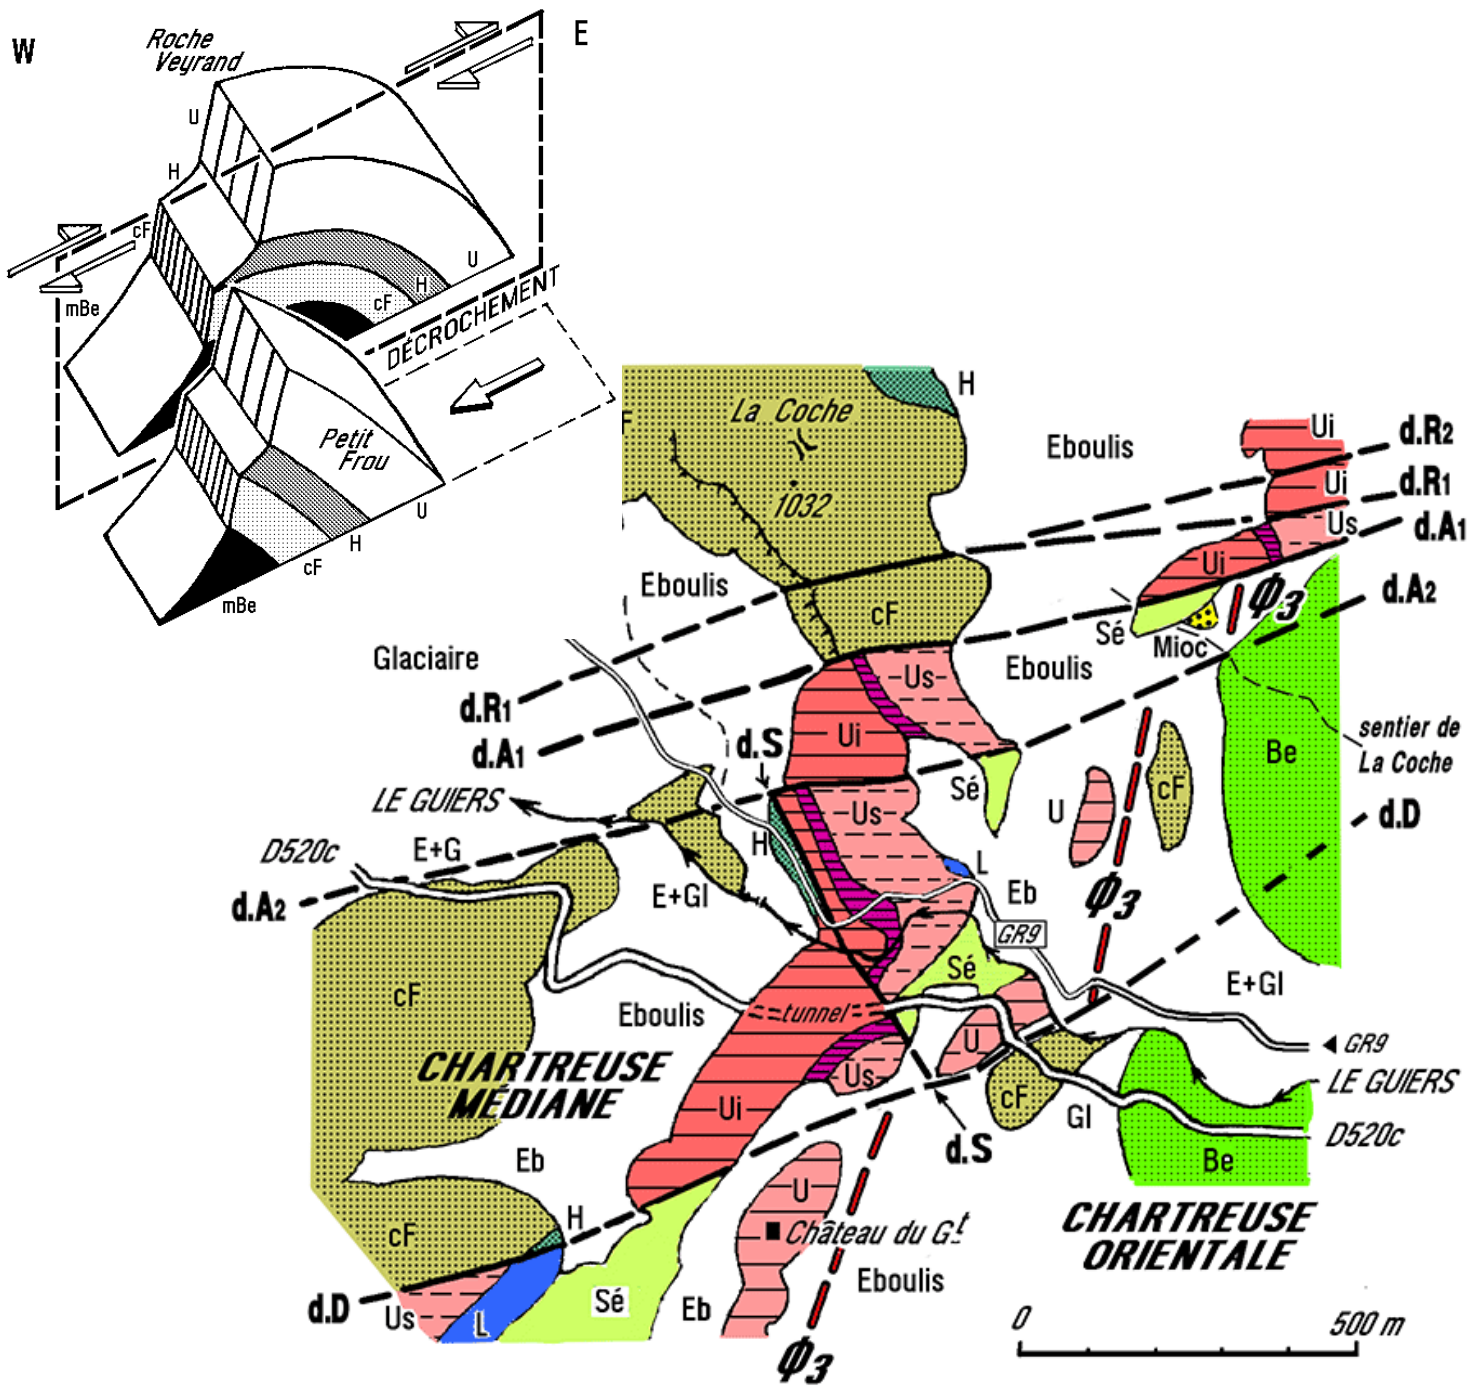 W
E
Roche
Veyrand
U
H
cF
mBe
U
H
cF
DÉCROCHEMENT
Petit
Frou
U
H
cF
mBe
La Coche
1032
H
F
Eboulis
Ui
d.R2
Ui
d.R1
Us
d.A1
Ui
ϕ3
d.A2
Eboulis
cF
Sé
Mioc
Glaciaire
Us
Eboulis
d.R1
sentier de
La Coche
d.A1
d.S
Ui
Be
Sé
cF
LE GUIERS
U
d.D
Us
D520c
E+G
H
L
Eb
d.A2
E+Gl
ϕ3
GR9
cF
Sé
E+Gl
Eboulis
tunnel
U
GR9
CHARTREUSE
MÉDIANE
Us
LE GUIERS
cF
Gl
Ui
D520c
d.S
Eb
Be
U
H
CHARTREUSE
ORIENTALE
cF
Château du Gt
Eboulis
Sé
Eb
d.D
Us
L
ϕ3
0
500 m